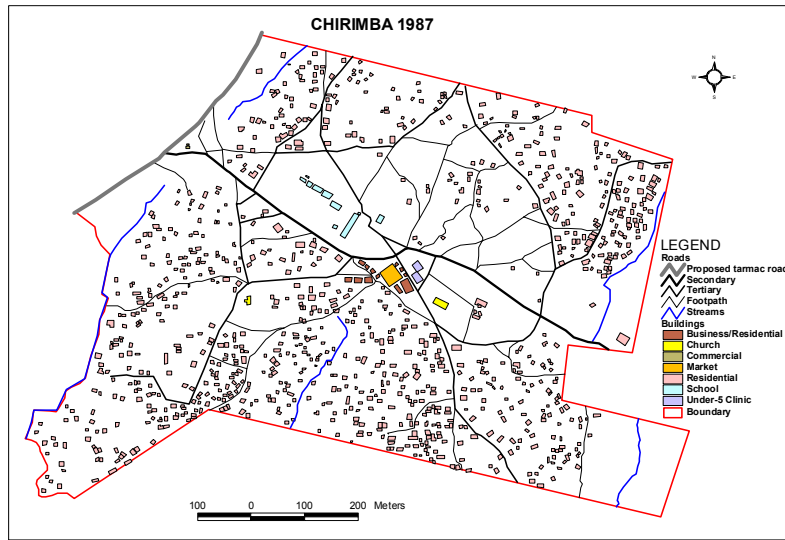 CHIRIMBA 1987
N
W E
S
LEGEND
Roads
Proposed tarmac road
Secondary
Tertiary
Footpath
Streams
Buildings
Business/Residential
Church
Commercial
Market
Residential
School
Under-5 Clinic
Boundary
100 0 100 200 Meters